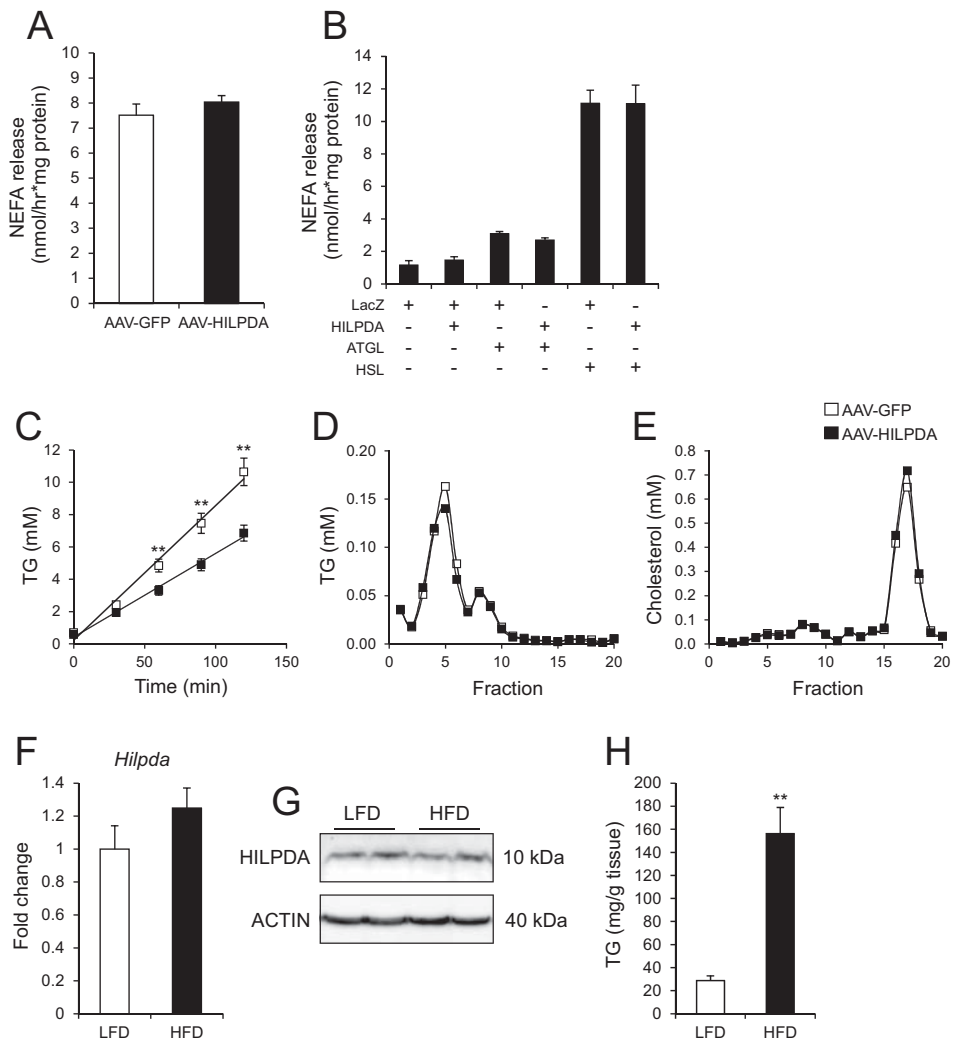 A
NEFA release
(nmol/hr*mg protein)
10
9
8
7
6
5
4
3
2
1
0
AAV-GFP AAV-HILPDA
B
NEFA release
(nmol/hr*mg protein)
14
12
10
8
6
4
2
0
LacZ + + + - + -
HILPDA - + - + - +
ATGL - - + + - -
HSL - - - - + +
C
TG (mM)
12
10
8
6
4
2
0
** ** **
0 50 100 150
Time (min)
D
TG (mM)
0.20
0.15
0.10
0.05
0.00
0 5 10 15 20
Fraction
E
AAV-GFP
AAV-HILPDA
Cholesterol (mM)
0.8
0.7
0.6
0.5
0.4
0.3
0.2
0.1
0.0
0 5 10 15 20
Fraction
F
Hilpda
Fold change
1.4
1.2
1
0.8
0.6
0.4
0.2
0
LFD HFD
G
LFD HFD
HILPDA 10 kDa
ACTIN 40 kDa
H
TG (mg/g tissue)
200
180
160
140
120
100
80
60
40
20
0
**
LFD HFD